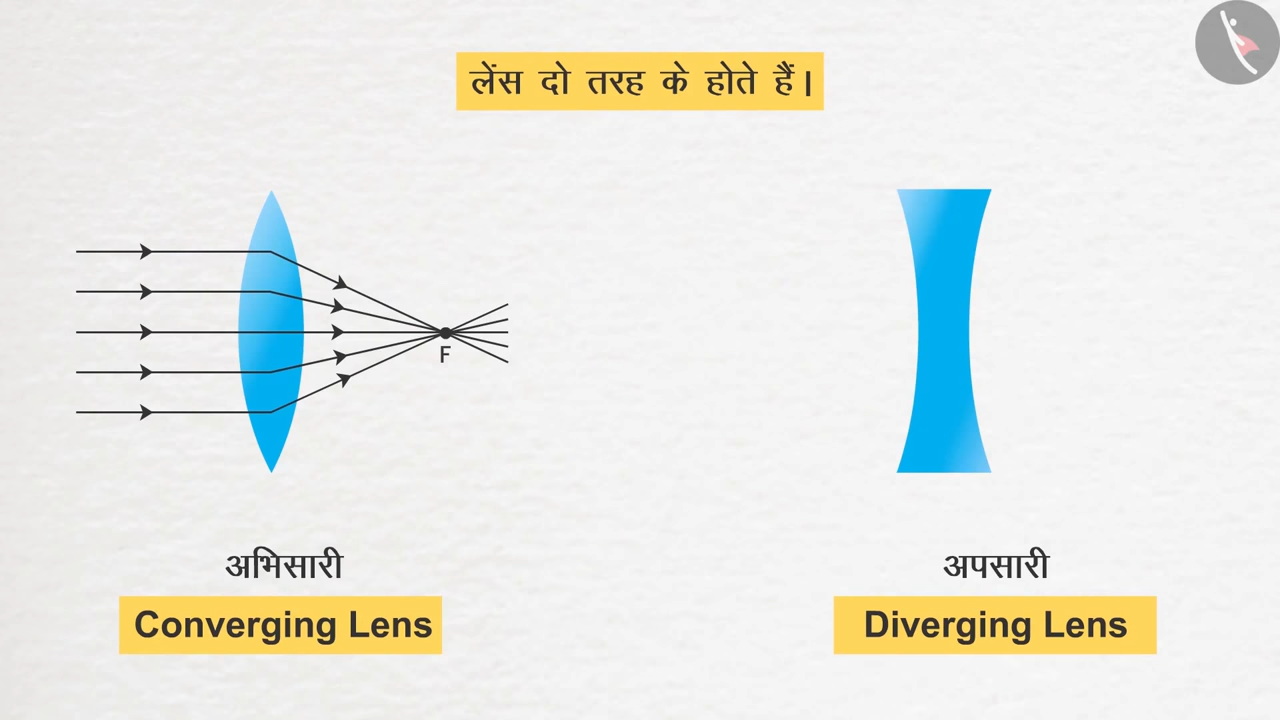 लेंस दो तरह के होते हैं।
F
अभिसारी
Converging Lens
अपसारी
Diverging Lens